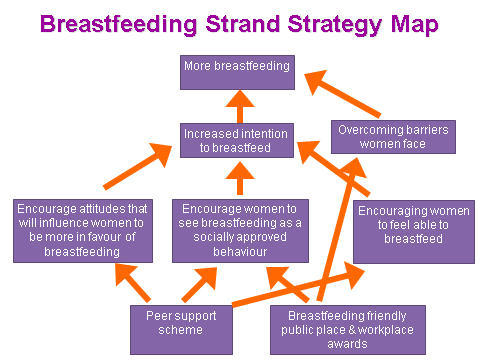 Breastfeeding Strand Strategy Map
More breastfeeding
Increased intention
to breastfeed
Overcoming barriers
women face
Encourage attitudes that
will influence women to
be more in favour of
breastfeeding
Encourage women to
see breastfeeding as a
socially approved
behaviour
Encouraging women
to feel able to
breastfeed
Peer support
scheme
Breastfeeding friendly
public place & workplace
awards